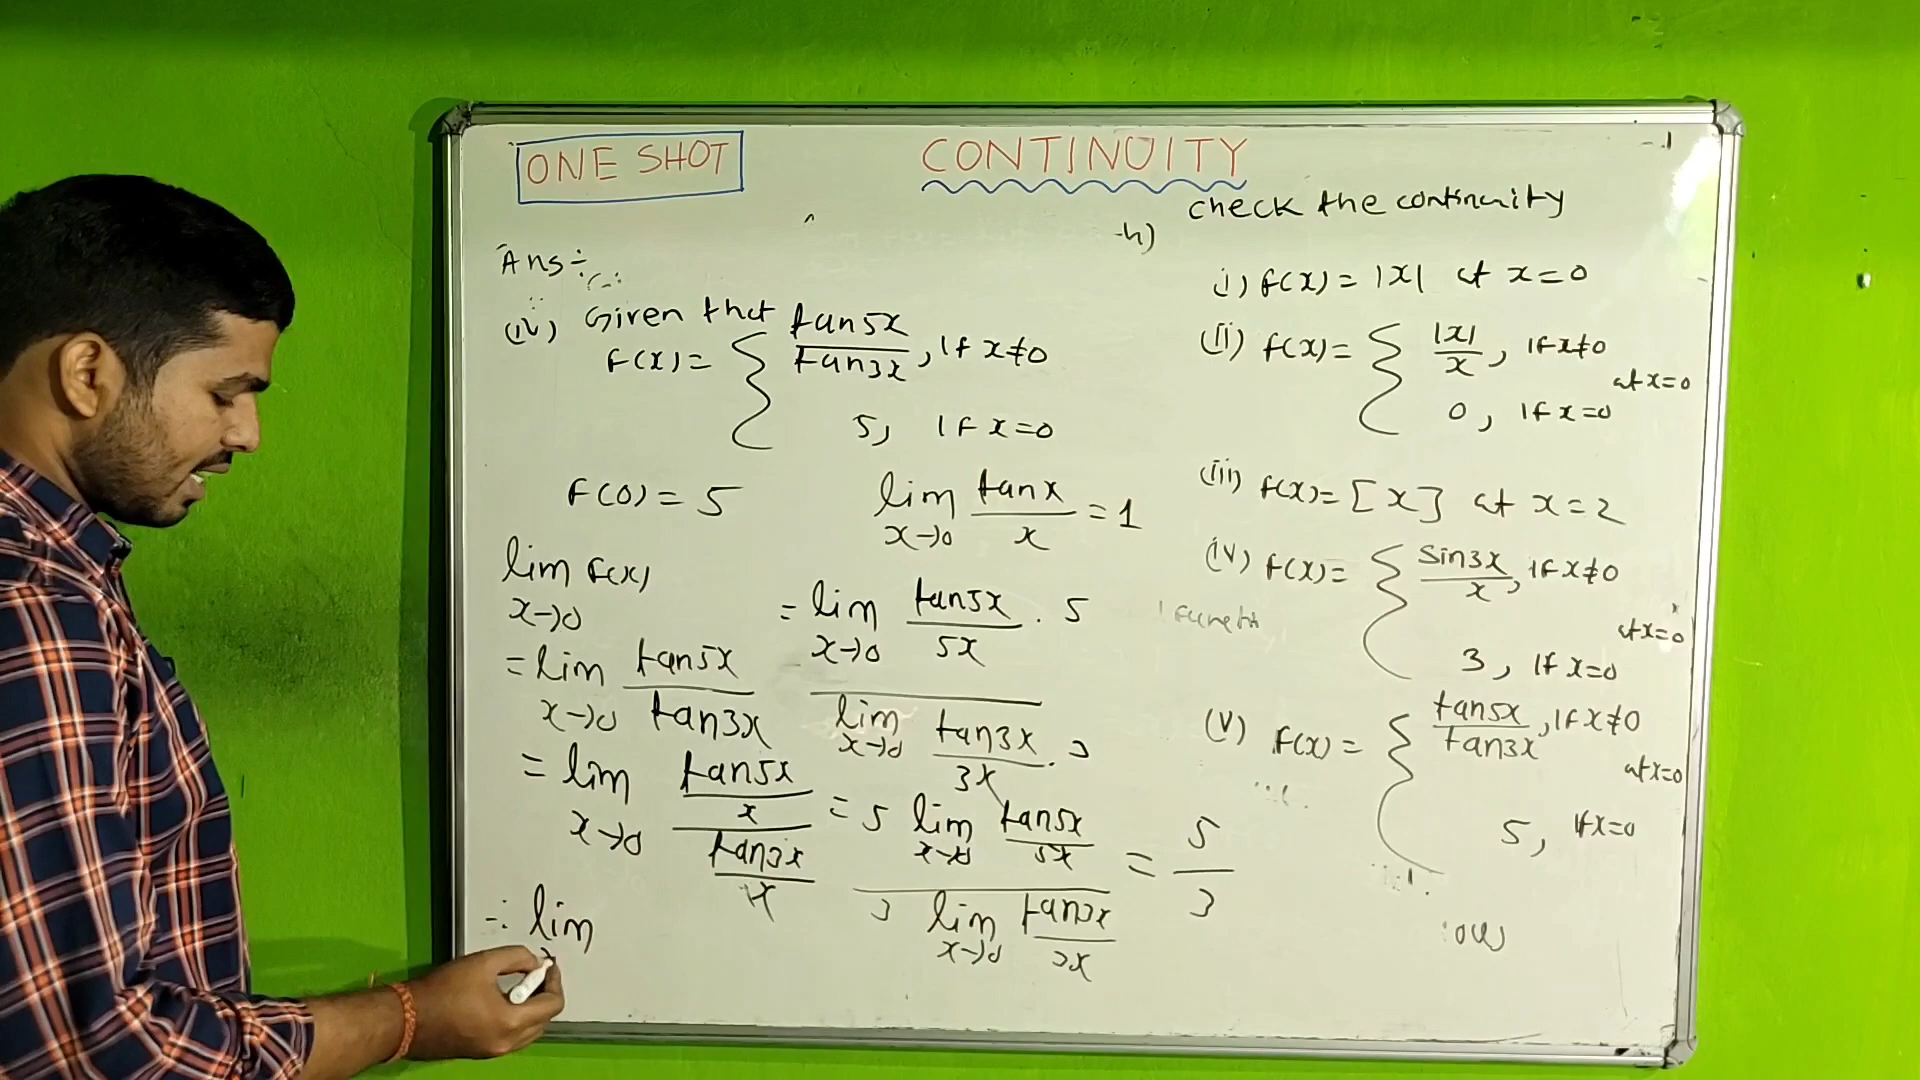 ONE SHOT
CONTINUITY
check the continuity
h)
Ans :-
(iv) Given that
f(x) = { tan5x / tan3x , if x≠0
5, if x=0
f(0) = 5
lim x→0 tanx / x = 1
lim x→0 f(x)
= lim x→0 tan5x / tan3x
= lim x→0 (tan5x / x) / (tan3x / x)
= (lim x→0 tan5x / 5x . 5) / (lim x→0 tan3x / 3x . 3)
= (5 lim x→0 tan5x / 5x) / (3 lim x→0 tan3x / 3x) = 5 / 3
∴ lim
i) f(x) = |x| at x=0
(ii) f(x) = { |x| / x , if x≠0
at x=0
0, if x=0
(iii) f(x) = [x] at x=2
(iv) f(x) = { sin3x / x , if x≠0
at x=0
3, if x=0
(v) f(x) = { tan5x / tan3x , if x≠0
at x=0
5, if x=0